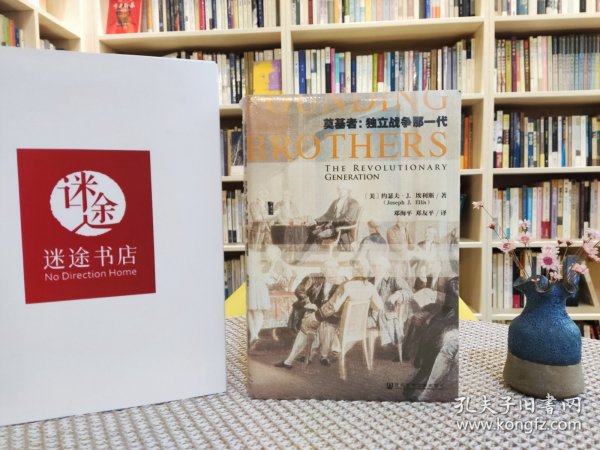 迷途
迷途书店
No Direction Home
FOUNDING
奠基者：独立战争那一代
BROTHERS
THE REVOLUTIONARY
GENERATION
〔美〕约瑟夫·J. 埃利斯／著
(Joseph J. Ellis)
邓海平 邓友平／译
孔夫子旧书网
www.kongfz.com